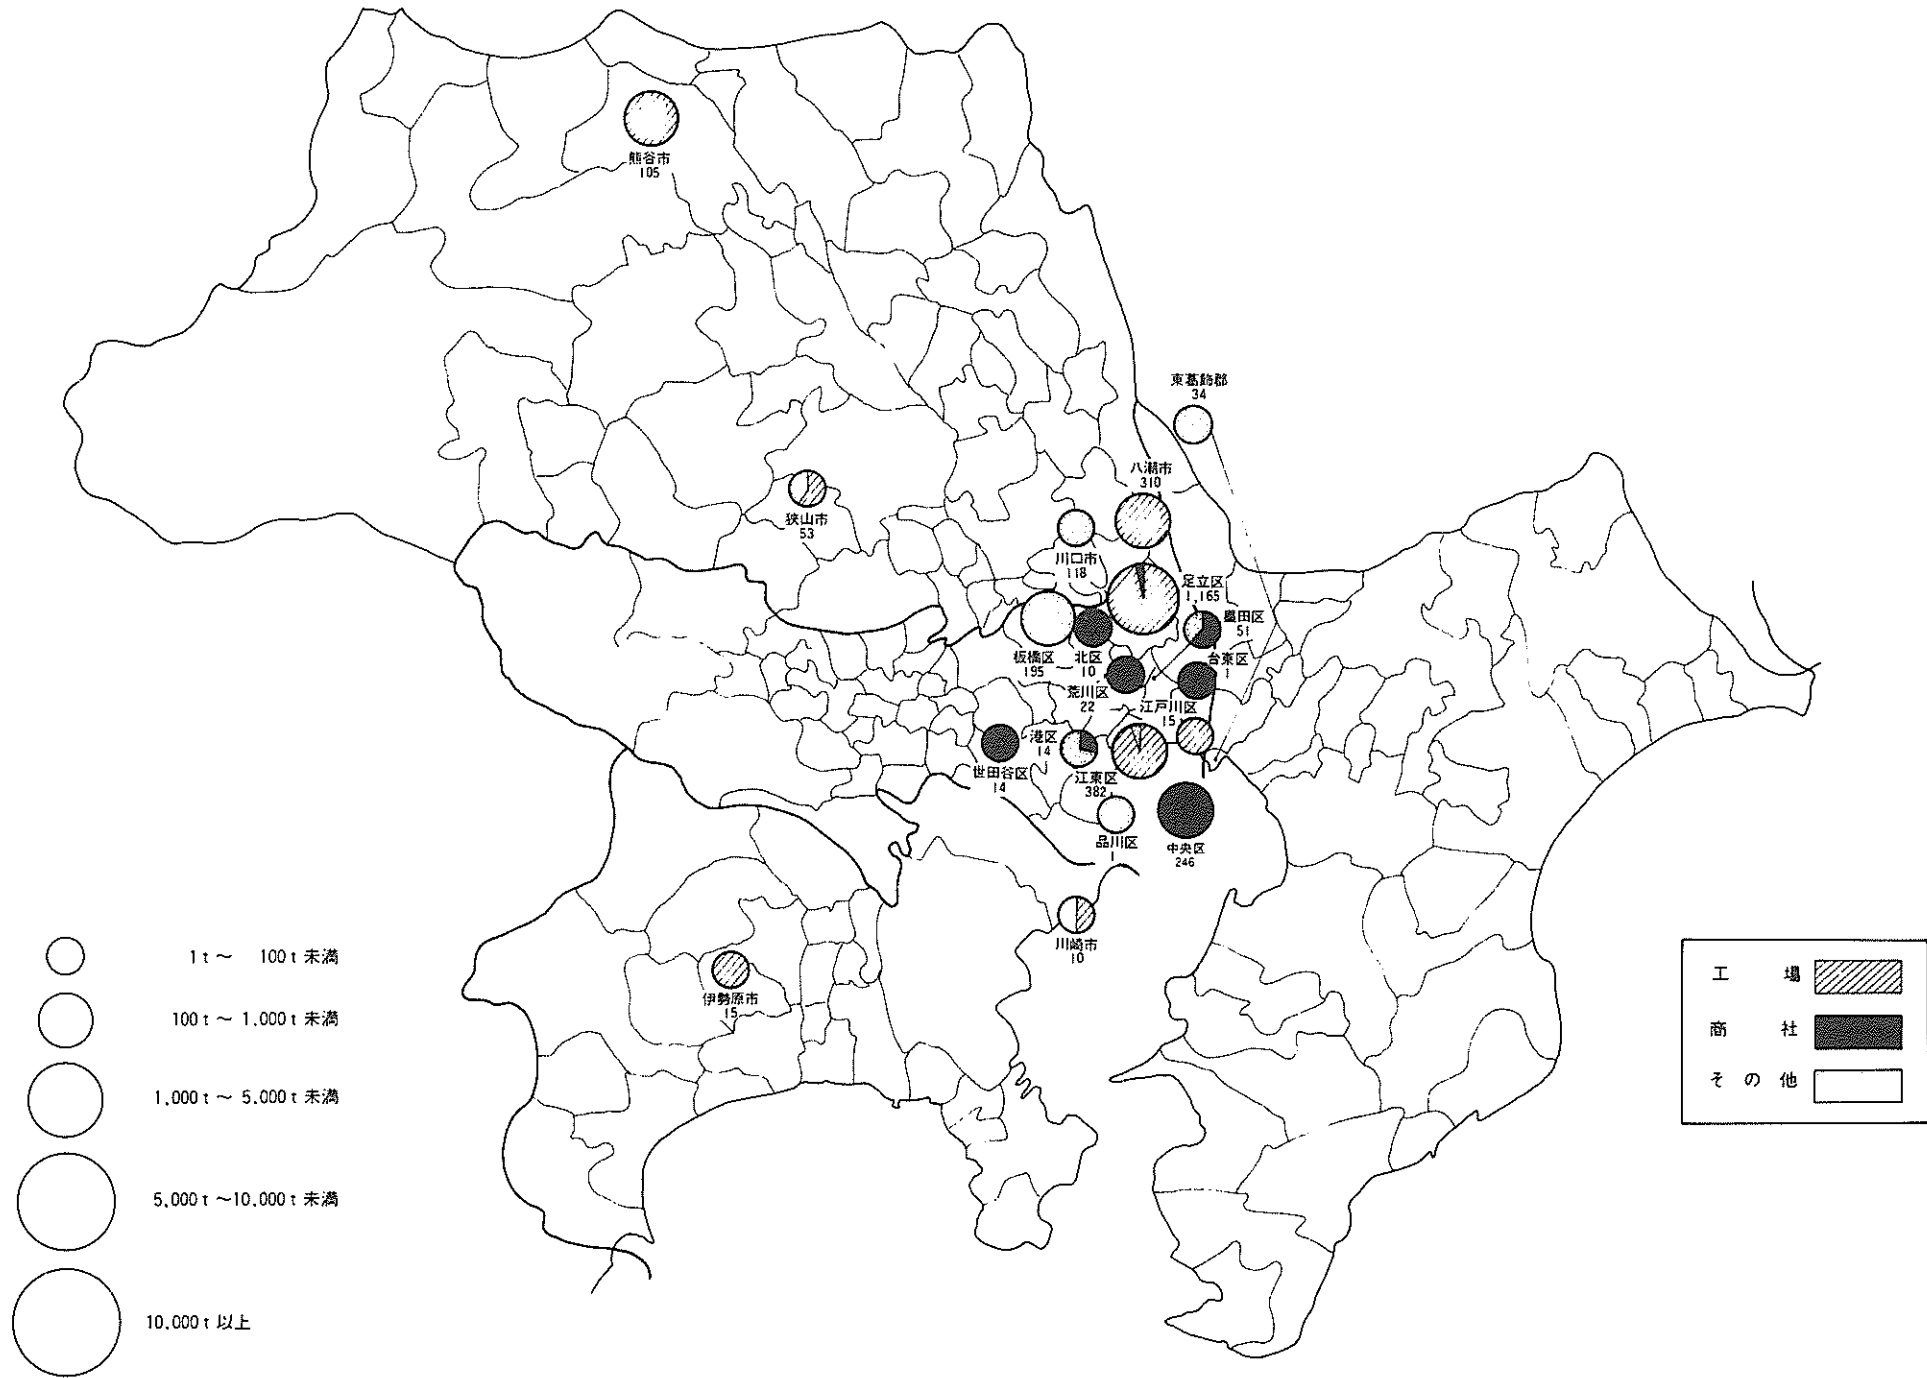 熊谷市
105
東葛飾郡
34
八潮市
310
狭山市
53
川口市
118
足立区
1,165
墨田区
51
板橋区
195
北区
10
台東区
1
荒川区
22
江戸川区
15
港区
14
世田谷区
14
江東区
382
品川区
1
中央区
246
川崎市
10
伊勢原市
15
1t～ 100t 未満
100t～1,000t 未満
1,000t～5,000t 未満
5,000t～10,000t 未満
10,000t 以上
工場
商社
その他